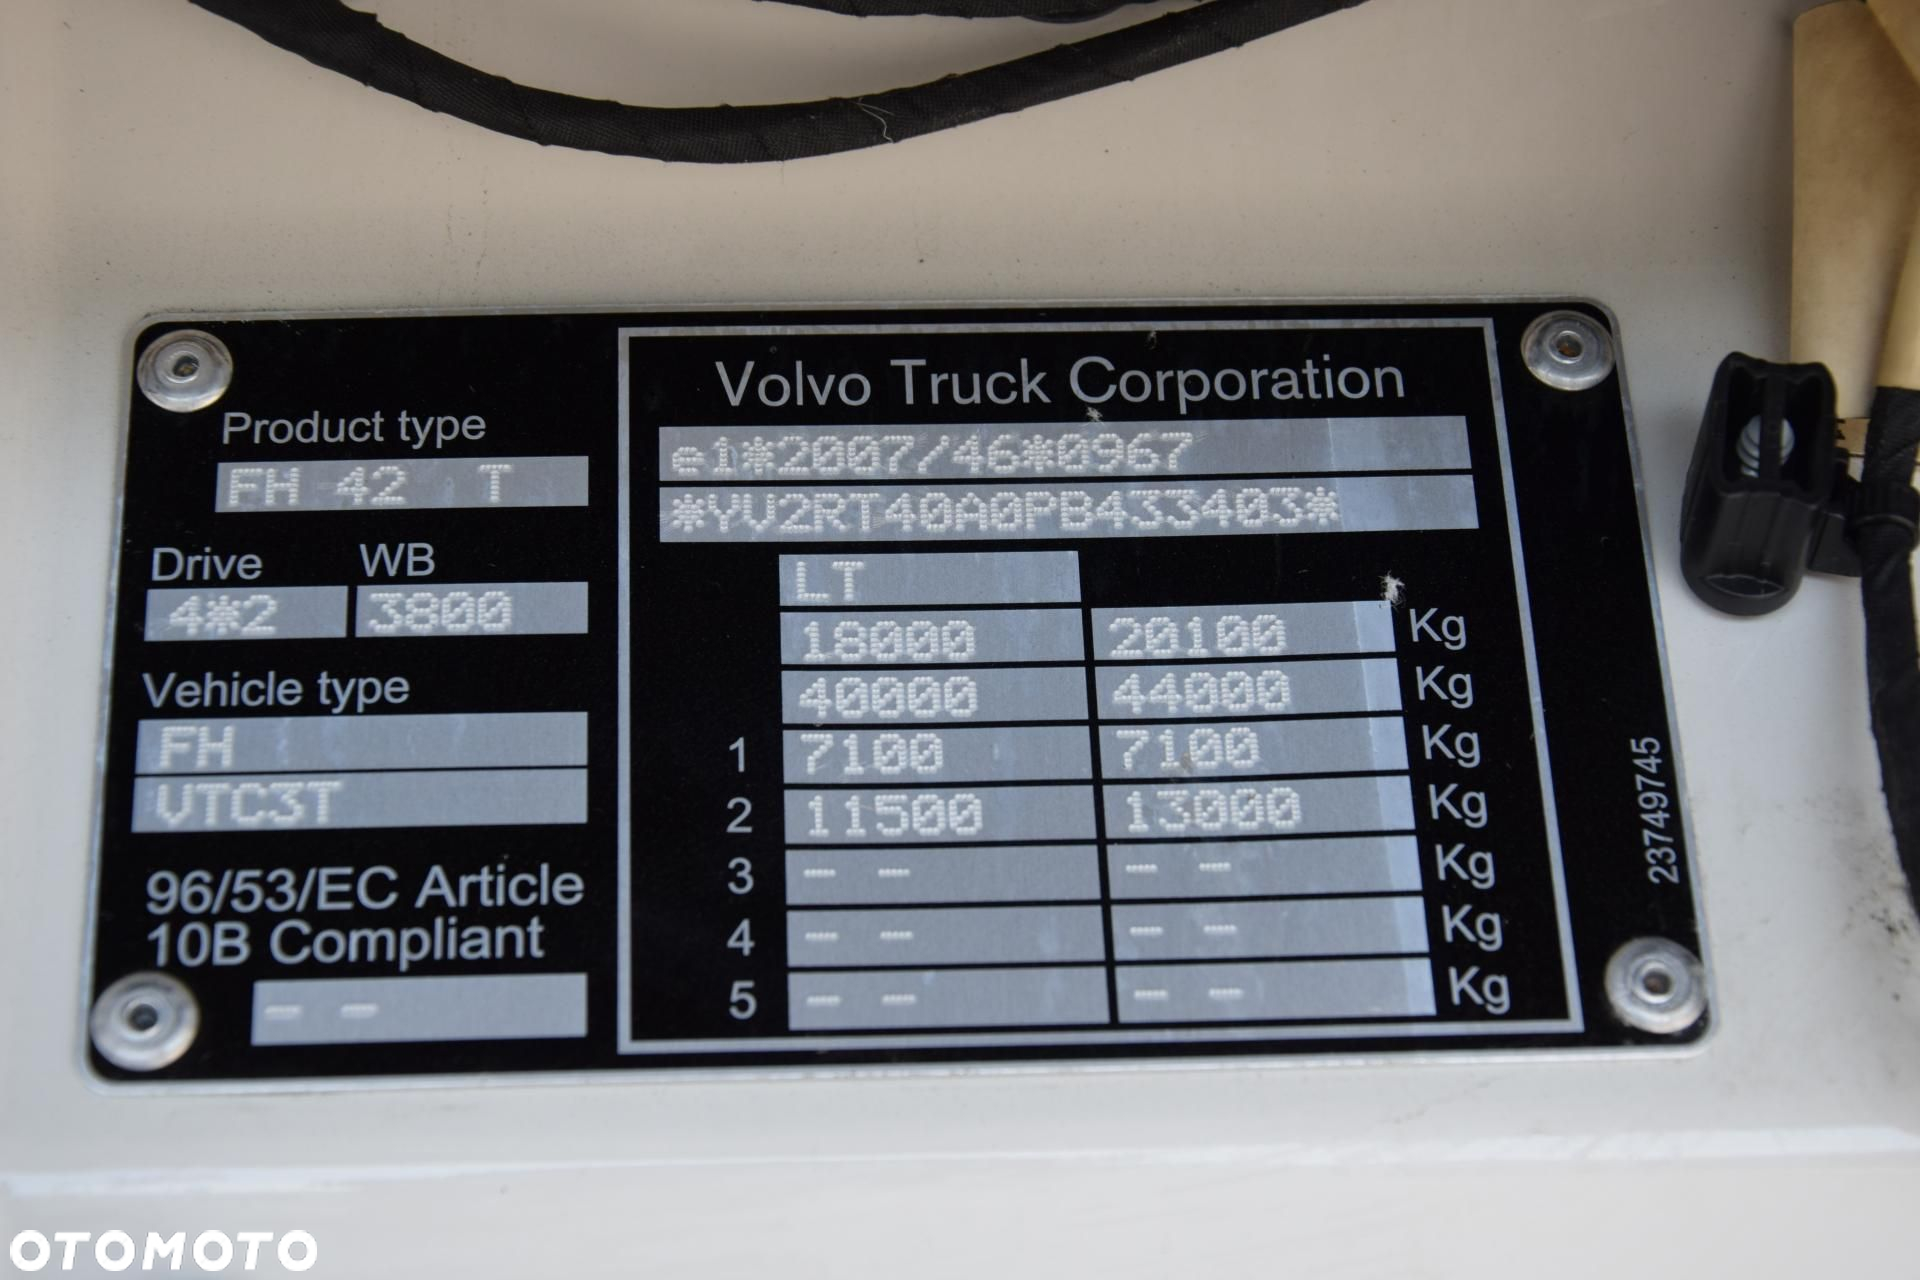 Product type
FH 42 T
Drive WB
4*2 3800
Vehicle type
FH
VTC3T
96/53/EC Article
10B Compliant
- -
Volvo Truck Corporation
e1*2007/46*0967
*YV2RT40A0PB433403*
LT
18000 20100 Kg
40000 44000 Kg
1 7100 7100 Kg
2 11500 13000 Kg
3 - - - - Kg
4 - - - - Kg
5 - - - - Kg
23749745
OTOMOTO